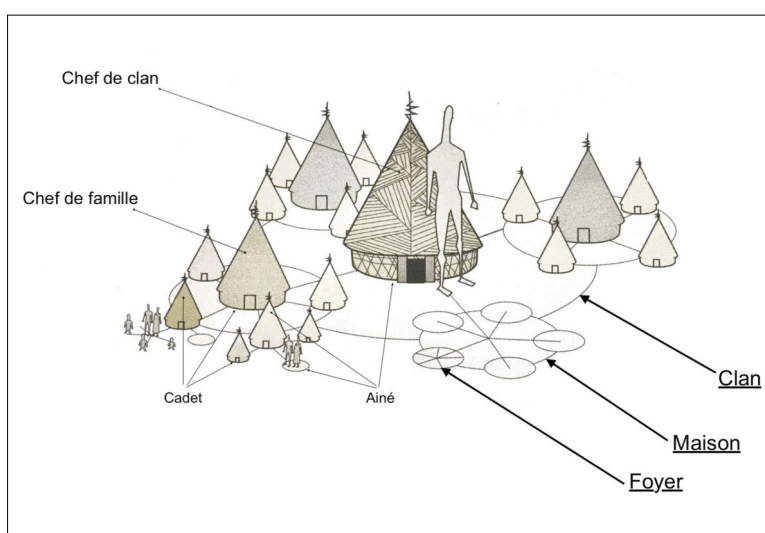 Chef de clan
Chef de famille
Cadet
Ainé
Clan
Maison
Foyer